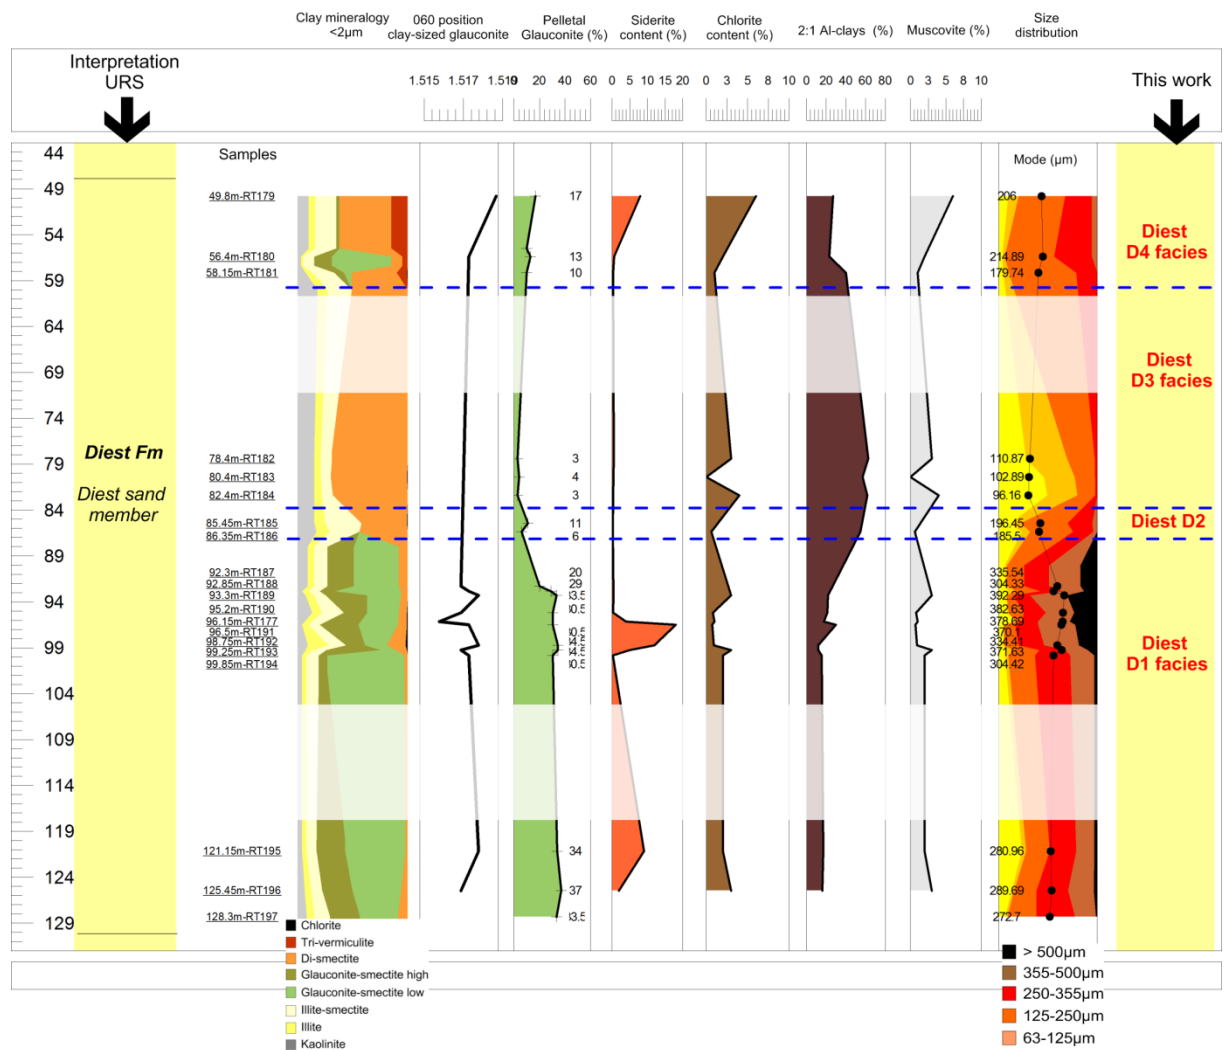 Clay mineralogy
<2µm
060 position
clay-sized glauconite
Pelletal
Glauconite (%)
Siderite
content (%)
Chlorite
content (%)
2:1 Al-clays (%)
Muscovite (%)
Size
distribution
Interpretation
URS
This work
1.515 1.517 1.519
0 20 40 60
0 5 10 15 20
0 3 6 8 10
0 20 40 60 80
0 3 6 8 10
Samples
Mode (µm)
44
49
54
59
64
69
74
79
84
89
94
99
104
109
114
119
124
129
Diest Fm
Diest sand
member
49.8m-RT179
56.4m-RT180
58.15m-RT181
78.4m-RT182
80.4m-RT183
82.4m-RT184
85.45m-RT185
86.35m-RT186
92.3m-RT187
92.85m-RT188
93.3m-RT189
95.2m-RT190
96.15m-RT177
96.5m-RT191
98.75m-RT192
99.25m-RT193
99.85m-RT194
121.15m-RT195
125.45m-RT196
128.3m-RT197
17
13
10
3
4
3
11
6
20
29
34
37
206
214.89
179.74
110.87
102.89
96.16
196.45
185.5
335.54
304.33
392.29
382.63
378.69
370.1
334.41
371.63
304.42
280.96
289.69
272.7
Diest
D4 facies
Diest
D3 facies
Diest D2
Diest
D1 facies
Chlorite
Tri-vermiculite
Di-smectite
Glauconite-smectite high
Glauconite-smectite low
Illite-smectite
Illite
Kaolinite
> 500µm
355-500µm
250-355µm
125-250µm
63-125µm